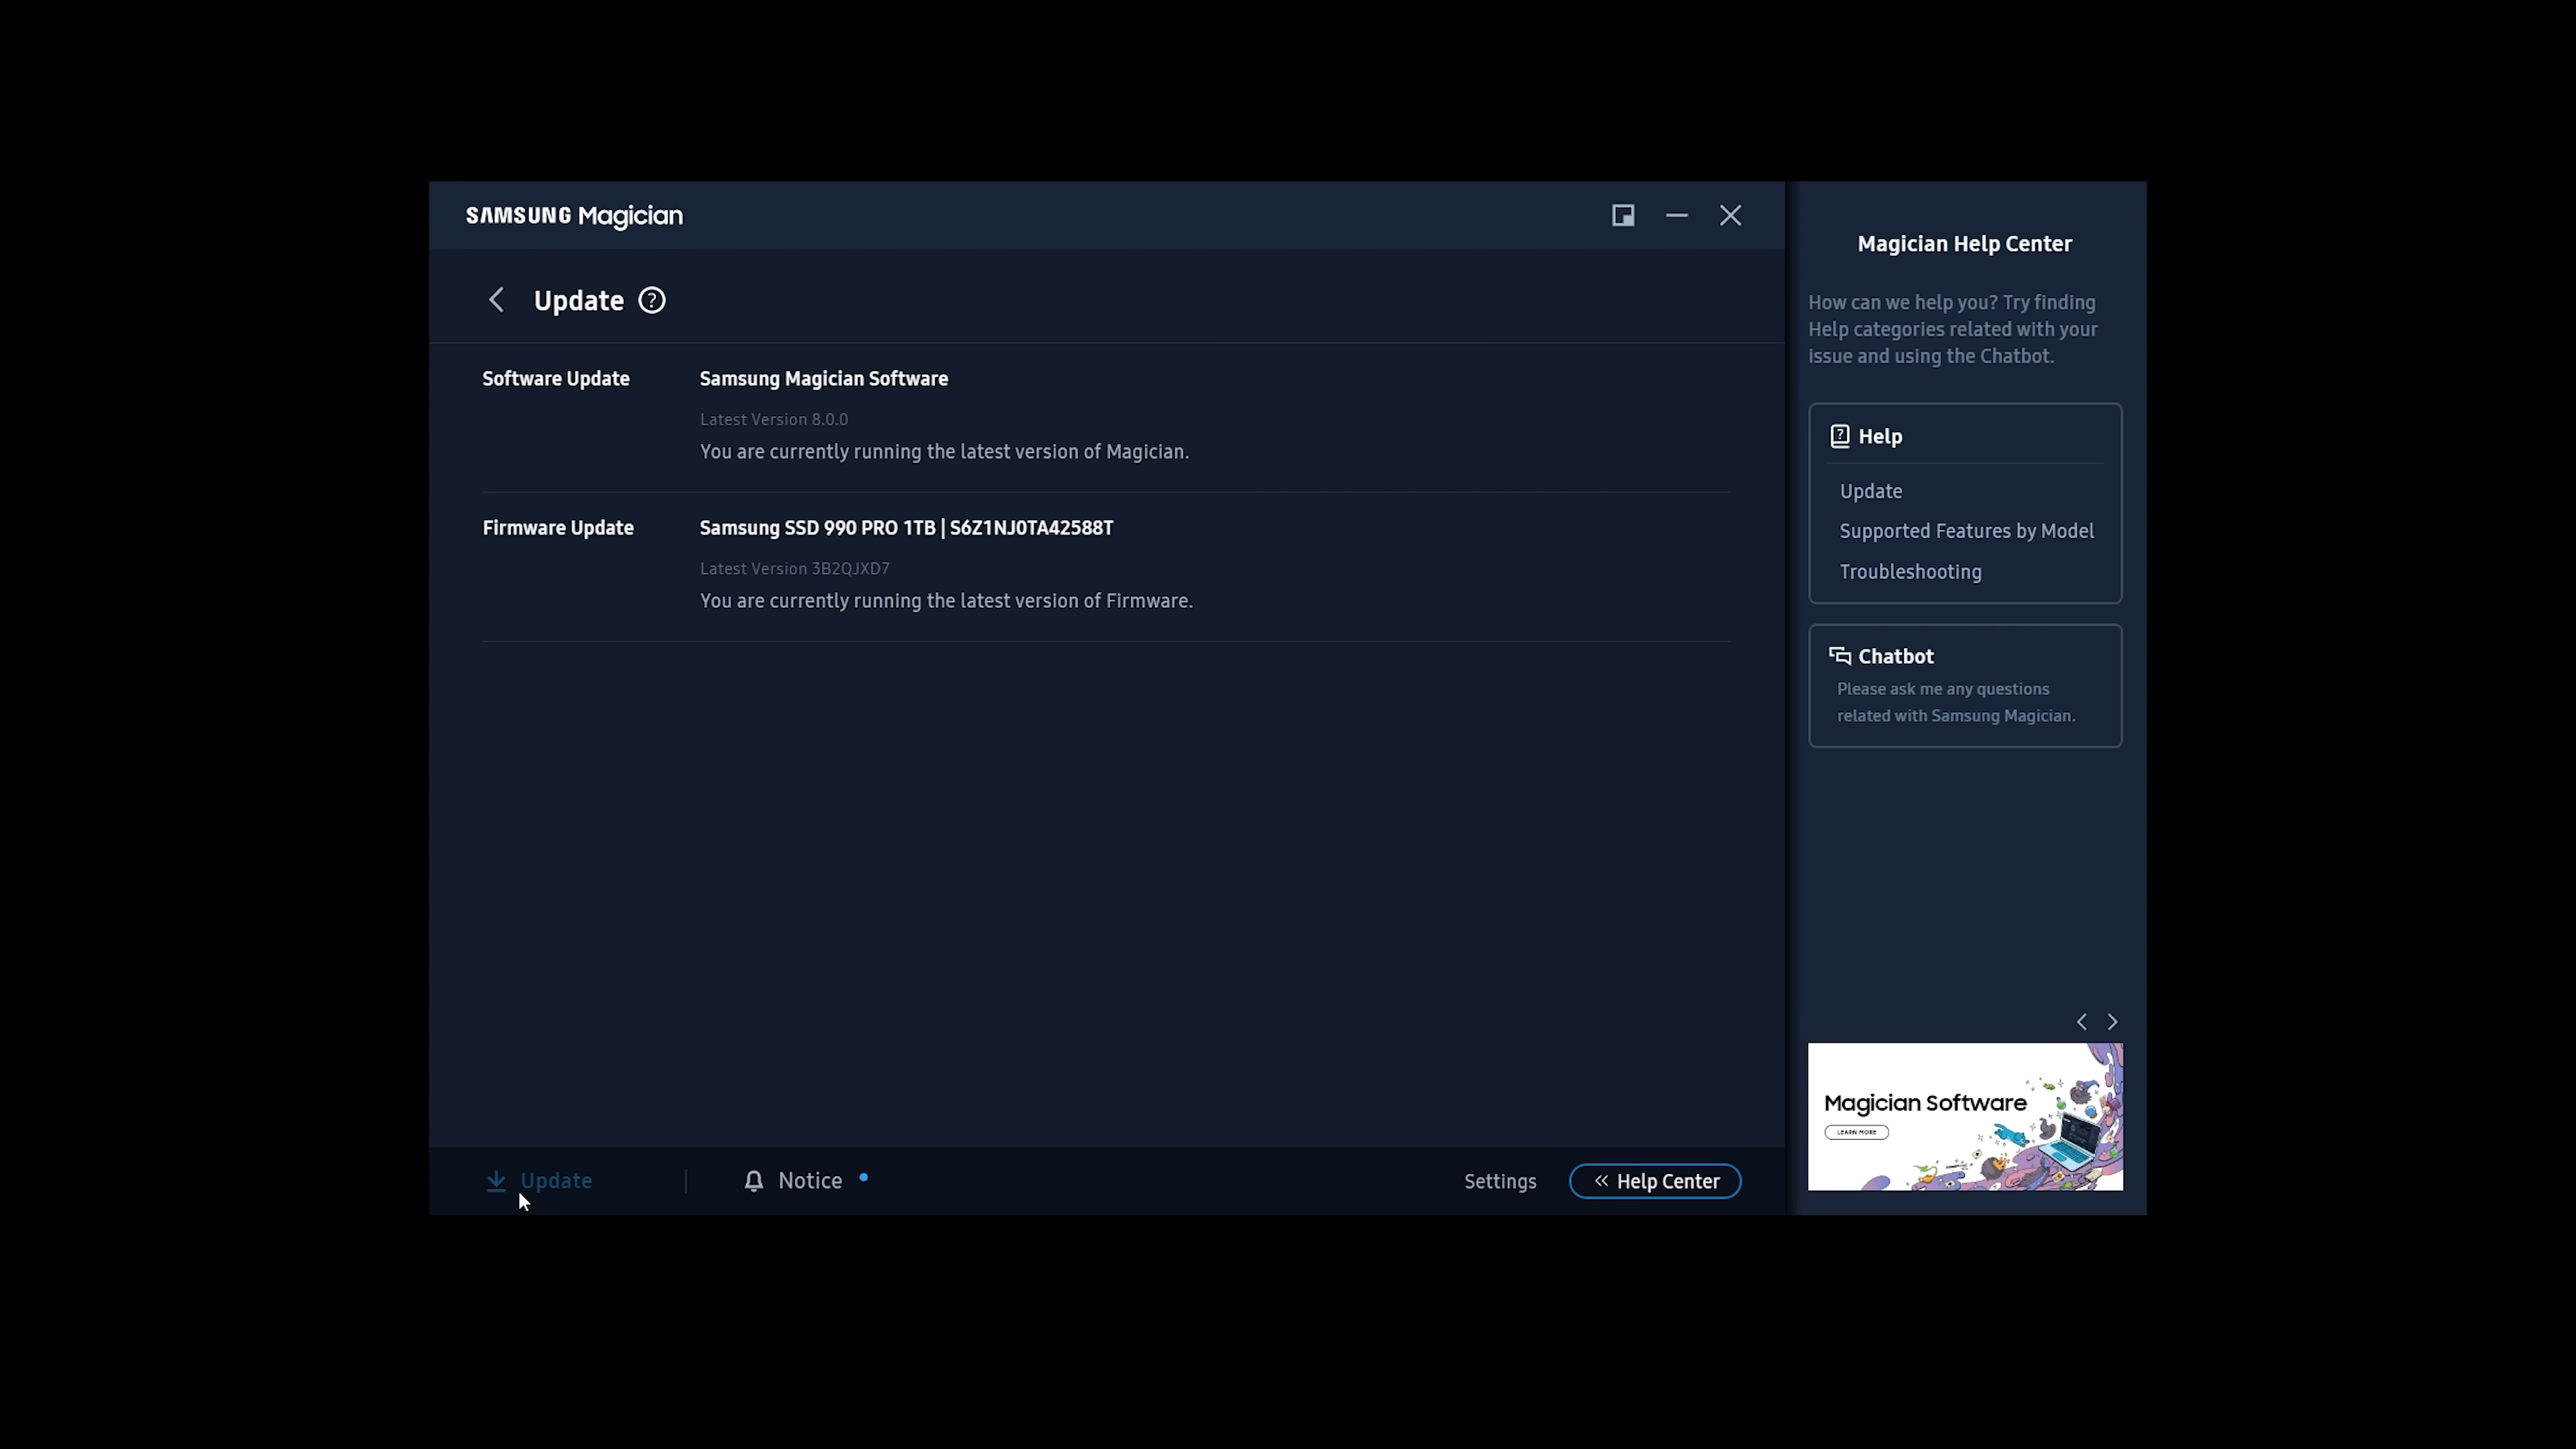 SAMSUNG Magician
Update
Software Update
Samsung Magician Software
Latest Version 8.0.0
You are currently running the latest version of Magician.
Firmware Update
Samsung SSD 990 PRO 1TB | S6Z1NJ0TA42588T
Latest Version 3B2QJXD7
You are currently running the latest version of Firmware.
Update
Notice
Settings
Help Center
Magician Help Center
How can we help you? Try finding
Help categories related with your
issue and using the Chatbot.
Help
Update
Supported Features by Model
Troubleshooting
Chatbot
Please ask me any questions
related with Samsung Magician.
Magician Software
LEARN MORE